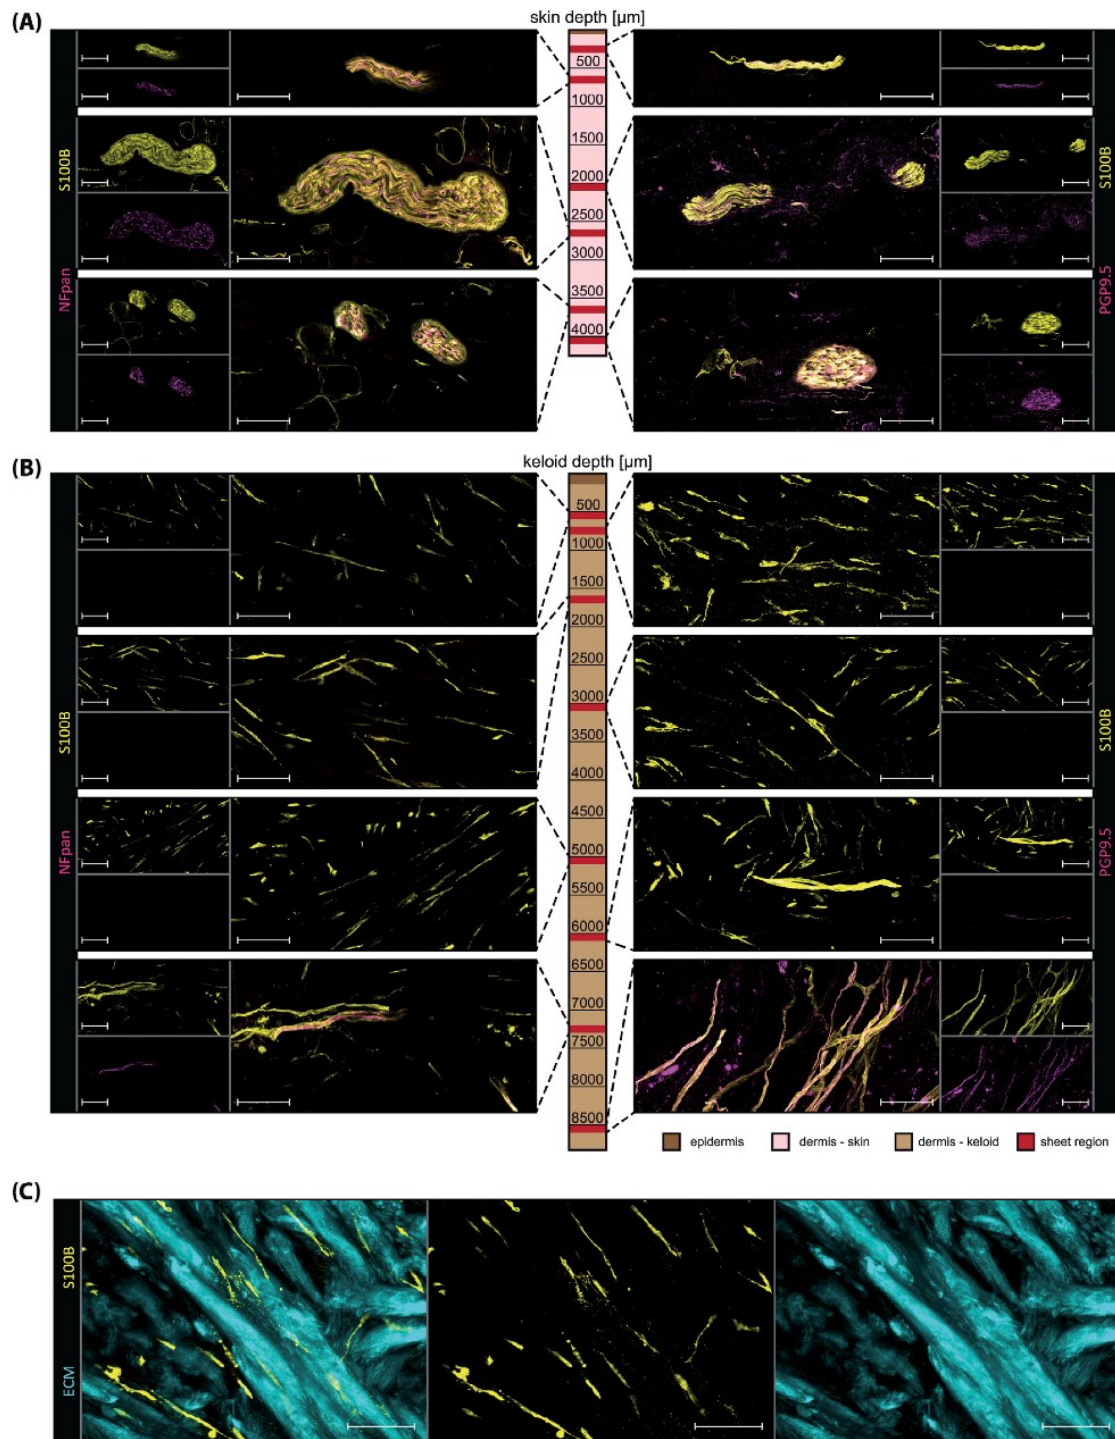 (A)
skin depth [µm]
S100B
NFpan
500
1000
1500
2000
2500
3000
3500
4000
S100B
PGP9.5
(B)
keloid depth [µm]
S100B
NFpan
500
1000
1500
2000
2500
3000
3500
4000
4500
5000
5500
6000
6500
7000
7500
8000
8500
S100B
PGP9.5
epidermis
dermis - skin
dermis - keloid
sheet region
(C)
S100B
ECM